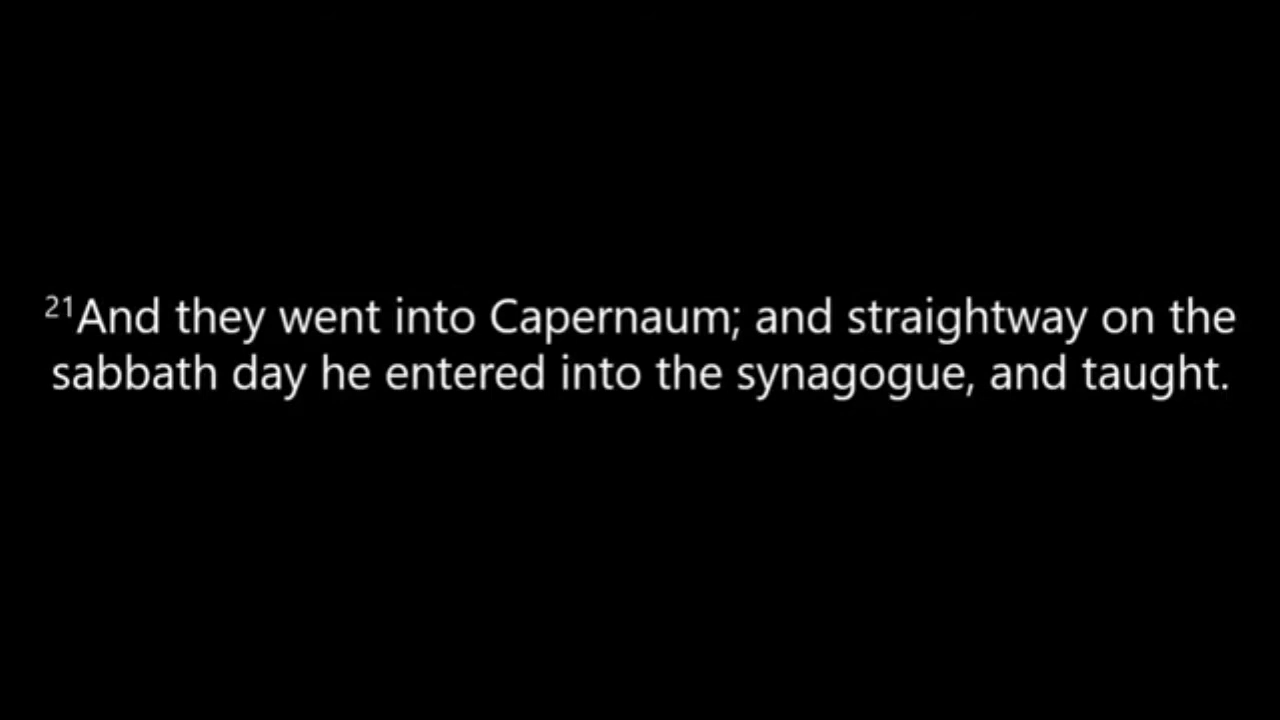 ²¹And they went into Capernaum; and straightway on the
sabbath day he entered into the synagogue, and taught.